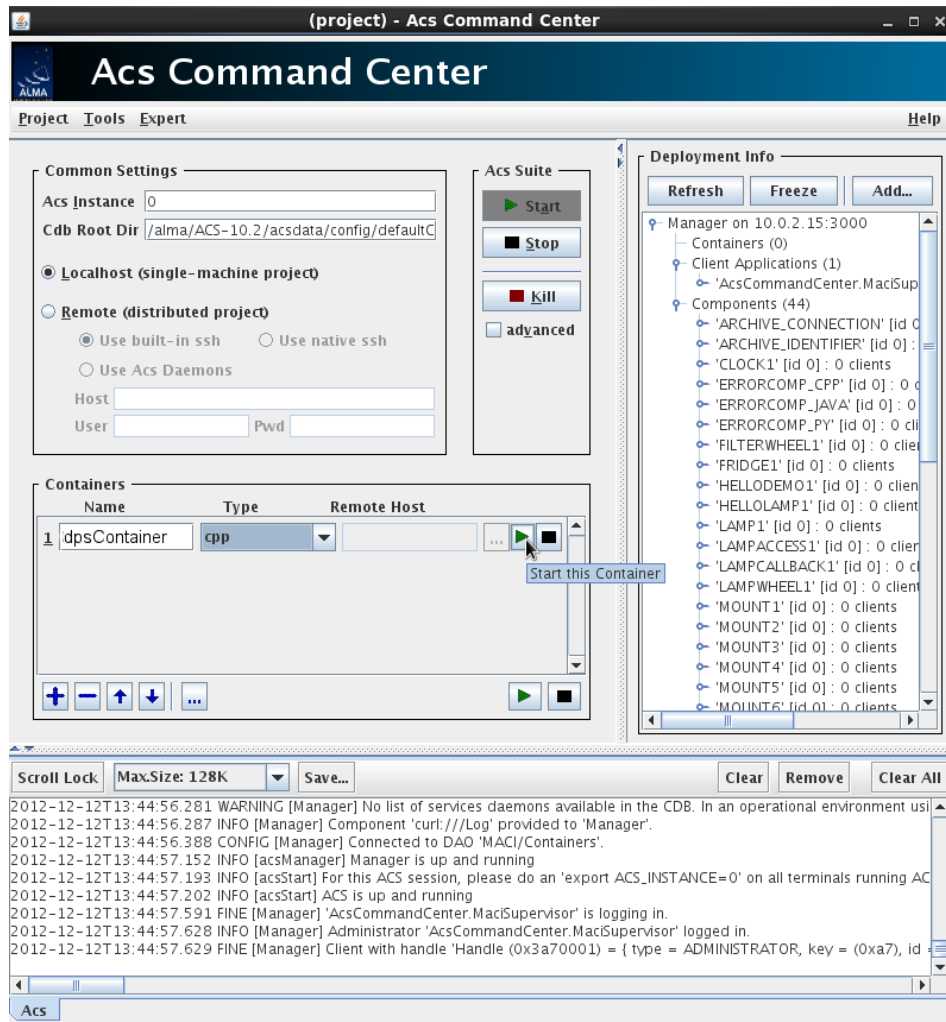 (project) - Acs Command Center
ALMA
Acs Command Center
Project Tools Expert Help
Common Settings
Acs Instance 0
Cdb Root Dir /alma/ACS-10.2/acsdata/config/defaultC
Localhost (single-machine project)
Remote (distributed project)
Use built-in ssh Use native ssh
Use Acs Daemons
Host
User Pwd
Acs Suite
Start
Stop
Kill
advanced
Containers
Name Type Remote Host
1 dpsContainer cpp ...
Start this Container
...
Deployment Info
Refresh Freeze Add...
Manager on 10.0.2.15:3000
Containers (0)
Client Applications (1)
'AcsCommandCenter.MaciSup
Components (44)
'ARCHIVE_CONNECTION' [id 0
'ARCHIVE_IDENTIFIER' [id 0] :
'CLOCK1' [id 0] : 0 clients
'ERRORCOMP_CPP' [id 0] : 0 c
'ERRORCOMP_JAVA' [id 0] : 0
'ERRORCOMP_PY' [id 0] : 0 cli
'FILTERWHEEL1' [id 0] : 0 clie
'FRIDGE1' [id 0] : 0 clients
'HELLODEMO1' [id 0] : 0 clien
'HELLOLAMP1' [id 0] : 0 client
'LAMP1' [id 0] : 0 clients
'LAMPACCESS1' [id 0] : 0 clier
'LAMPCALLBACK1' [id 0] : 0 cl
'LAMPWHEEL1' [id 0] : 0 client
'MOUNT1' [id 0] : 0 clients
'MOUNT2' [id 0] : 0 clients
'MOUNT3' [id 0] : 0 clients
'MOUNT4' [id 0] : 0 clients
'MOUNT5' [id 0] : 0 clients
'MOUNT6' [id 0] : 0 clients
Scroll Lock Max.Size: 128K Save... Clear Remove Clear All
2012-12-12T13:44:56.281 WARNING [Manager] No list of services daemons available in the CDB. In an operational environment usi
2012-12-12T13:44:56.287 INFO [Manager] Component 'curl:///Log' provided to 'Manager'.
2012-12-12T13:44:56.388 CONFIG [Manager] Connected to DAO 'MACI/Containers'.
2012-12-12T13:44:57.152 INFO [acsManager] Manager is up and running
2012-12-12T13:44:57.193 INFO [acsStart] For this ACS session, please do an 'export ACS_INSTANCE=0' on all terminals running AC
2012-12-12T13:44:57.202 INFO [acsStart] ACS is up and running
2012-12-12T13:44:57.591 FINE [Manager] 'AcsCommandCenter.MaciSupervisor' is logging in.
2012-12-12T13:44:57.628 INFO [Manager] Administrator 'AcsCommandCenter.MaciSupervisor' logged in.
2012-12-12T13:44:57.629 FINE [Manager] Client with handle 'Handle (0x3a70001) = { type = ADMINISTRATOR, key = (0xa7), id =
Acs